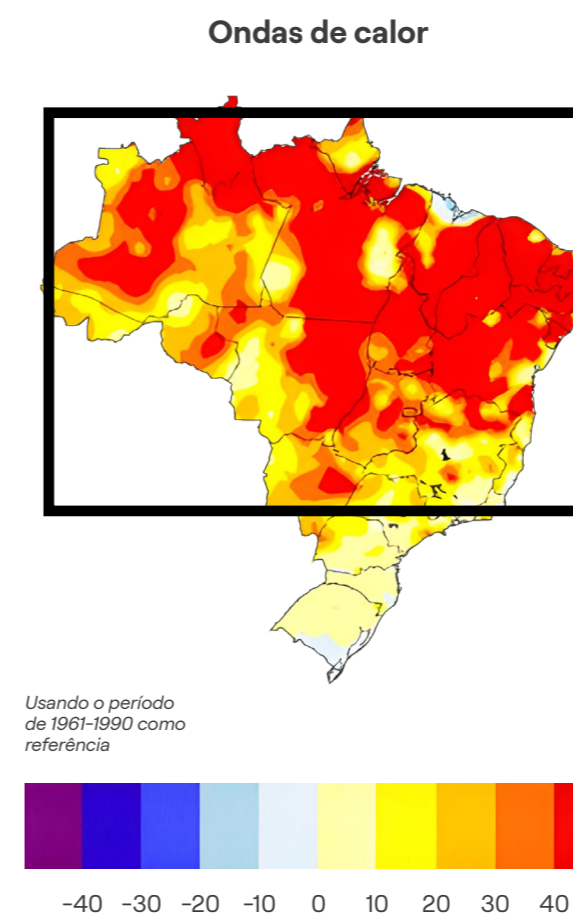 Ondas de calor
Usando o período
de 1961-1990 como
referência
-40 -30 -20 -10 0 10 20 30 40